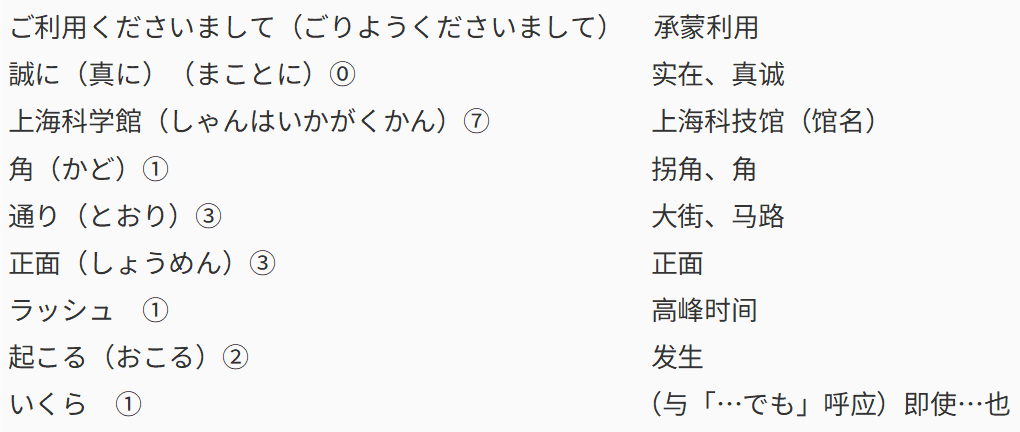 ご利用くださいまして（ごりようくださいまして） 承蒙利用
誠に（真に）（まことに）⓪ 实在、真诚
上海科学館（しゃんはいかがくかん）⑦ 上海科技馆（馆名）
角（かど）① 拐角、角
通り（とおり）③ 大街、马路
正面（しょうめん）③ 正面
ラッシュ ① 高峰时间
起こる（おこる）② 发生
いくら ① （与「…でも」呼应）即使…也